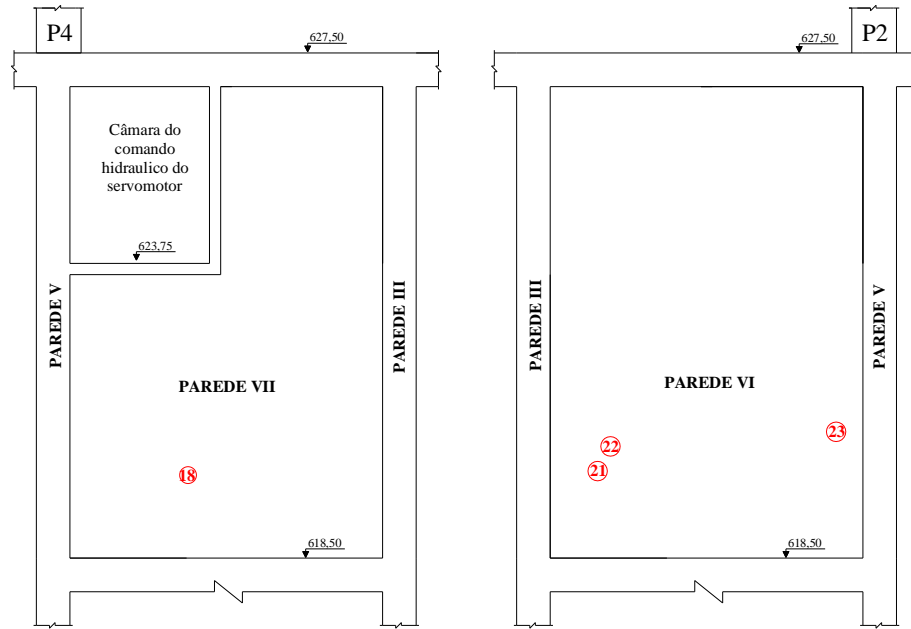 P4
627,50
Câmara do
comando
hidraulico do
servomotor
623,75
PAREDE V
PAREDE III
PAREDE VII
18
618,50
P2
627,50
PAREDE III
PAREDE V
PAREDE VI
23
22
21
618,50